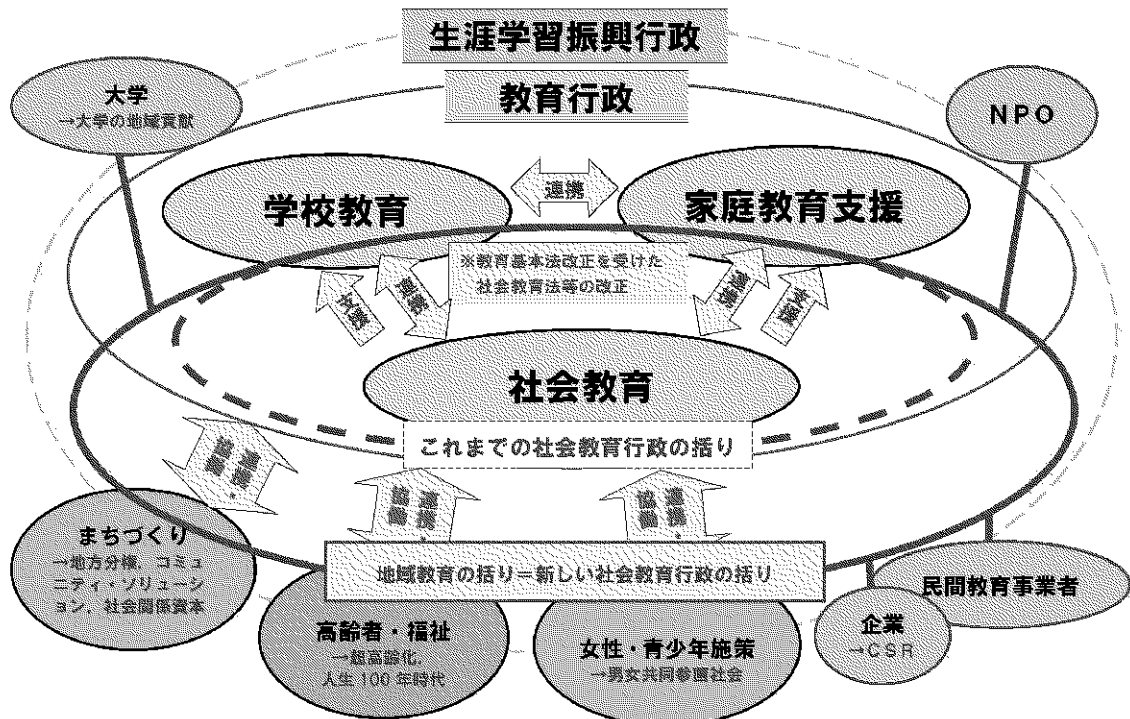 生涯学習振興行政
教育行政
大学
→大学の地域貢献
NPO
学校教育
連携
家庭教育支援
※教育基本法改正を受けた
社会教育法等の改正
支援
連携
連携
支援
社会教育
これまでの社会教育行政の括り
連携・
協働
連携・
協働
連携・
協働
まちづくり
→地方分権，コミュ
ニティ・ソリューシ
ョン，社会関係資本
地域教育の括り＝新しい社会教育行政の括り
高齢者・福祉
→超高齢化，
人生100年時代
女性・青少年施策
→男女共同参画社会
民間教育事業者
企業
→CSR